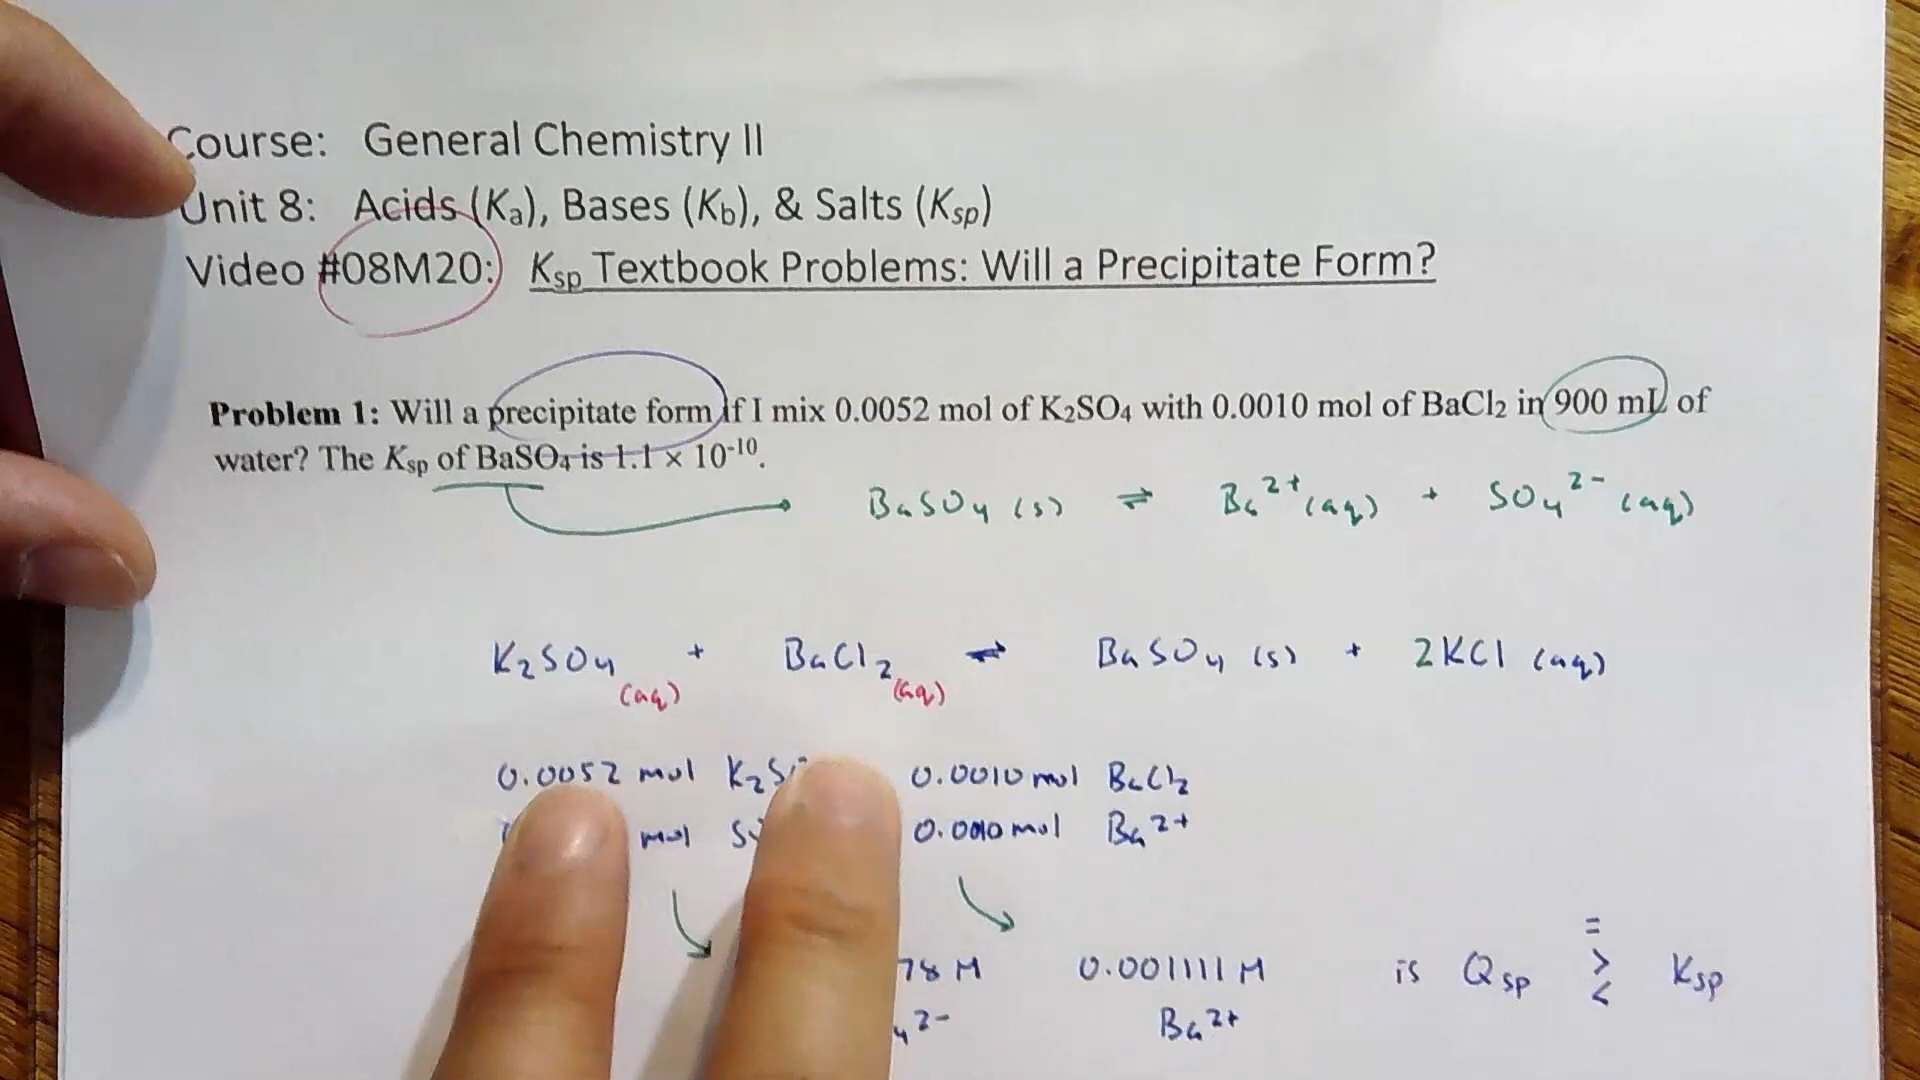 Course: General Chemistry II
Unit 8: Acids (Ka), Bases (Kb), & Salts (Ksp)
Video #08M20: Ksp Textbook Problems: Will a Precipitate Form?
Problem 1: Will a precipitate form if I mix 0.0052 mol of K₂SO₄ with 0.0010 mol of BaCl₂ in 900 mL of
water? The Ksp of BaSO₄ is 1.1 × 10⁻¹⁰.
BaSO₄ (s) ⇌ Ba²⁺ (aq) + SO₄²⁻ (aq)
K₂SO₄ (aq) + BaCl₂ (aq) ⇌ BaSO₄ (s) + 2KCl (aq)
0.0052 mol 0.0010 mol BaCl₂
mol 0.0010 mol Ba²⁺
78 M 0.001111 M is Qsp = > < Ksp
₄²⁻ Ba²⁺